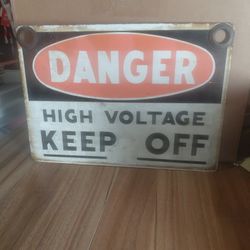 DANGER
HIGH VOLTAGE
KEEP OFF